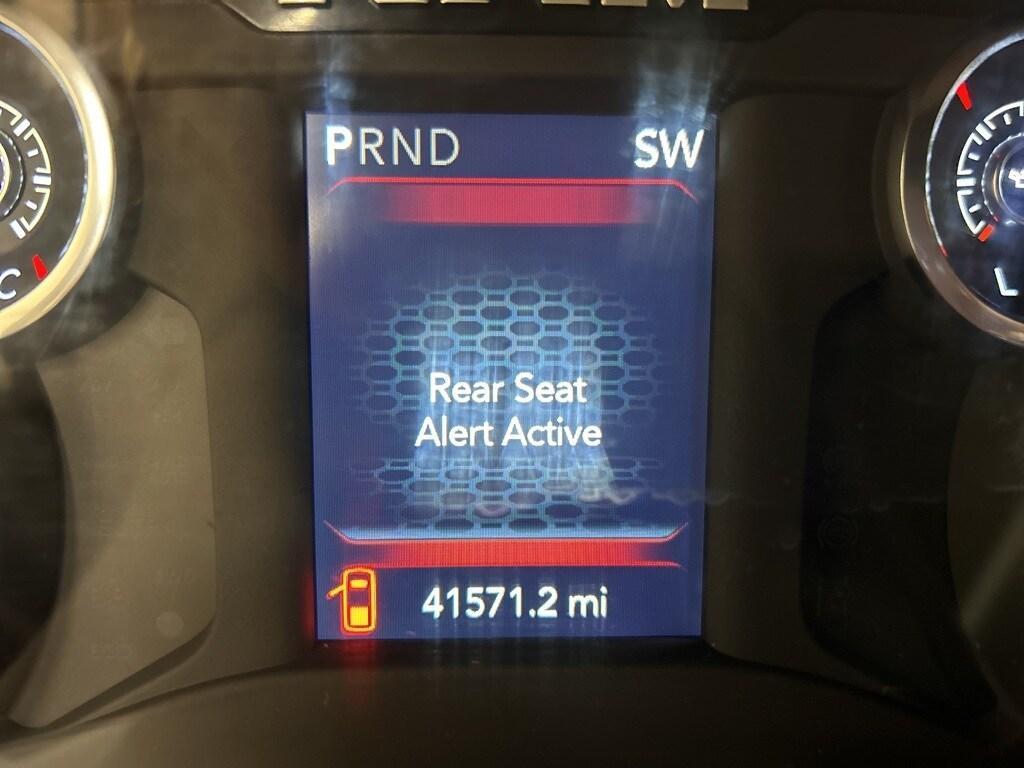 PRND SW
Rear Seat
Alert Active
41571.2 mi
C
L